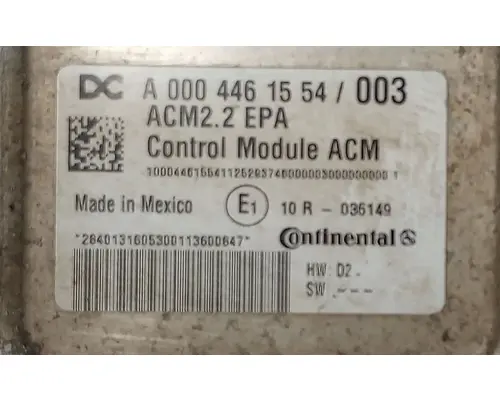 DC A 000 446 15 54 / 003
ACM2.2 EPA
Control Module ACM
Made in Mexico E1 10 R - 036149
*2840131605300113600647* Continental
HW: D2 .
SW . - - -